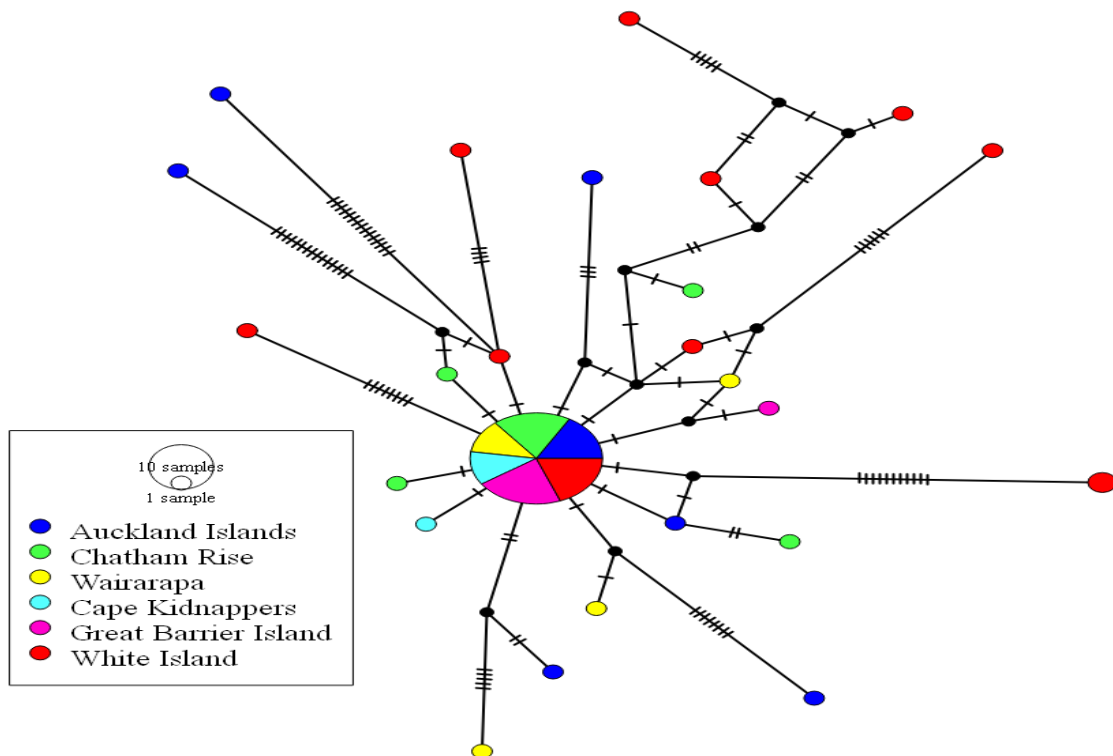 10 samples
1 sample
Auckland Islands
Chatham Rise
Wairarapa
Cape Kidnappers
Great Barrier Island
White Island